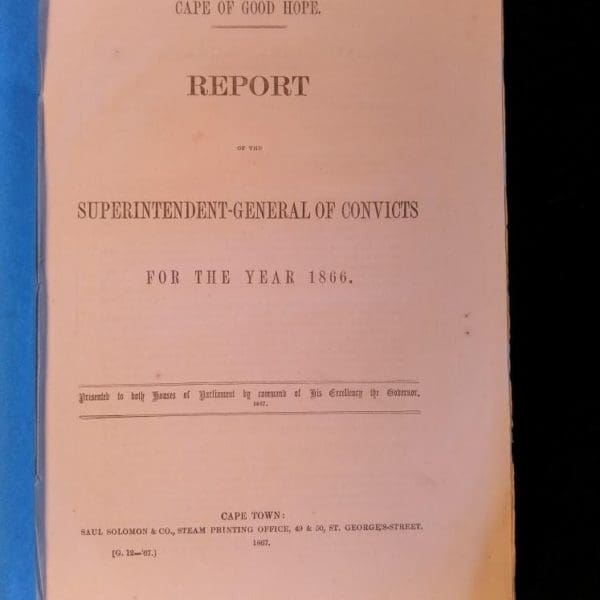 CAPE OF GOOD HOPE.
REPORT
OF THE
SUPERINTENDENT-GENERAL OF CONVICTS
FOR THE YEAR 1866.
Presented to both Houses of Parliament by command of His Excellency the Governor.
1867.
CAPE TOWN:
SAUL SOLOMON & CO., STEAM PRINTING OFFICE, 49 & 50, ST. GEORGE'S-STREET.
1867.
[G. 12—'67.]